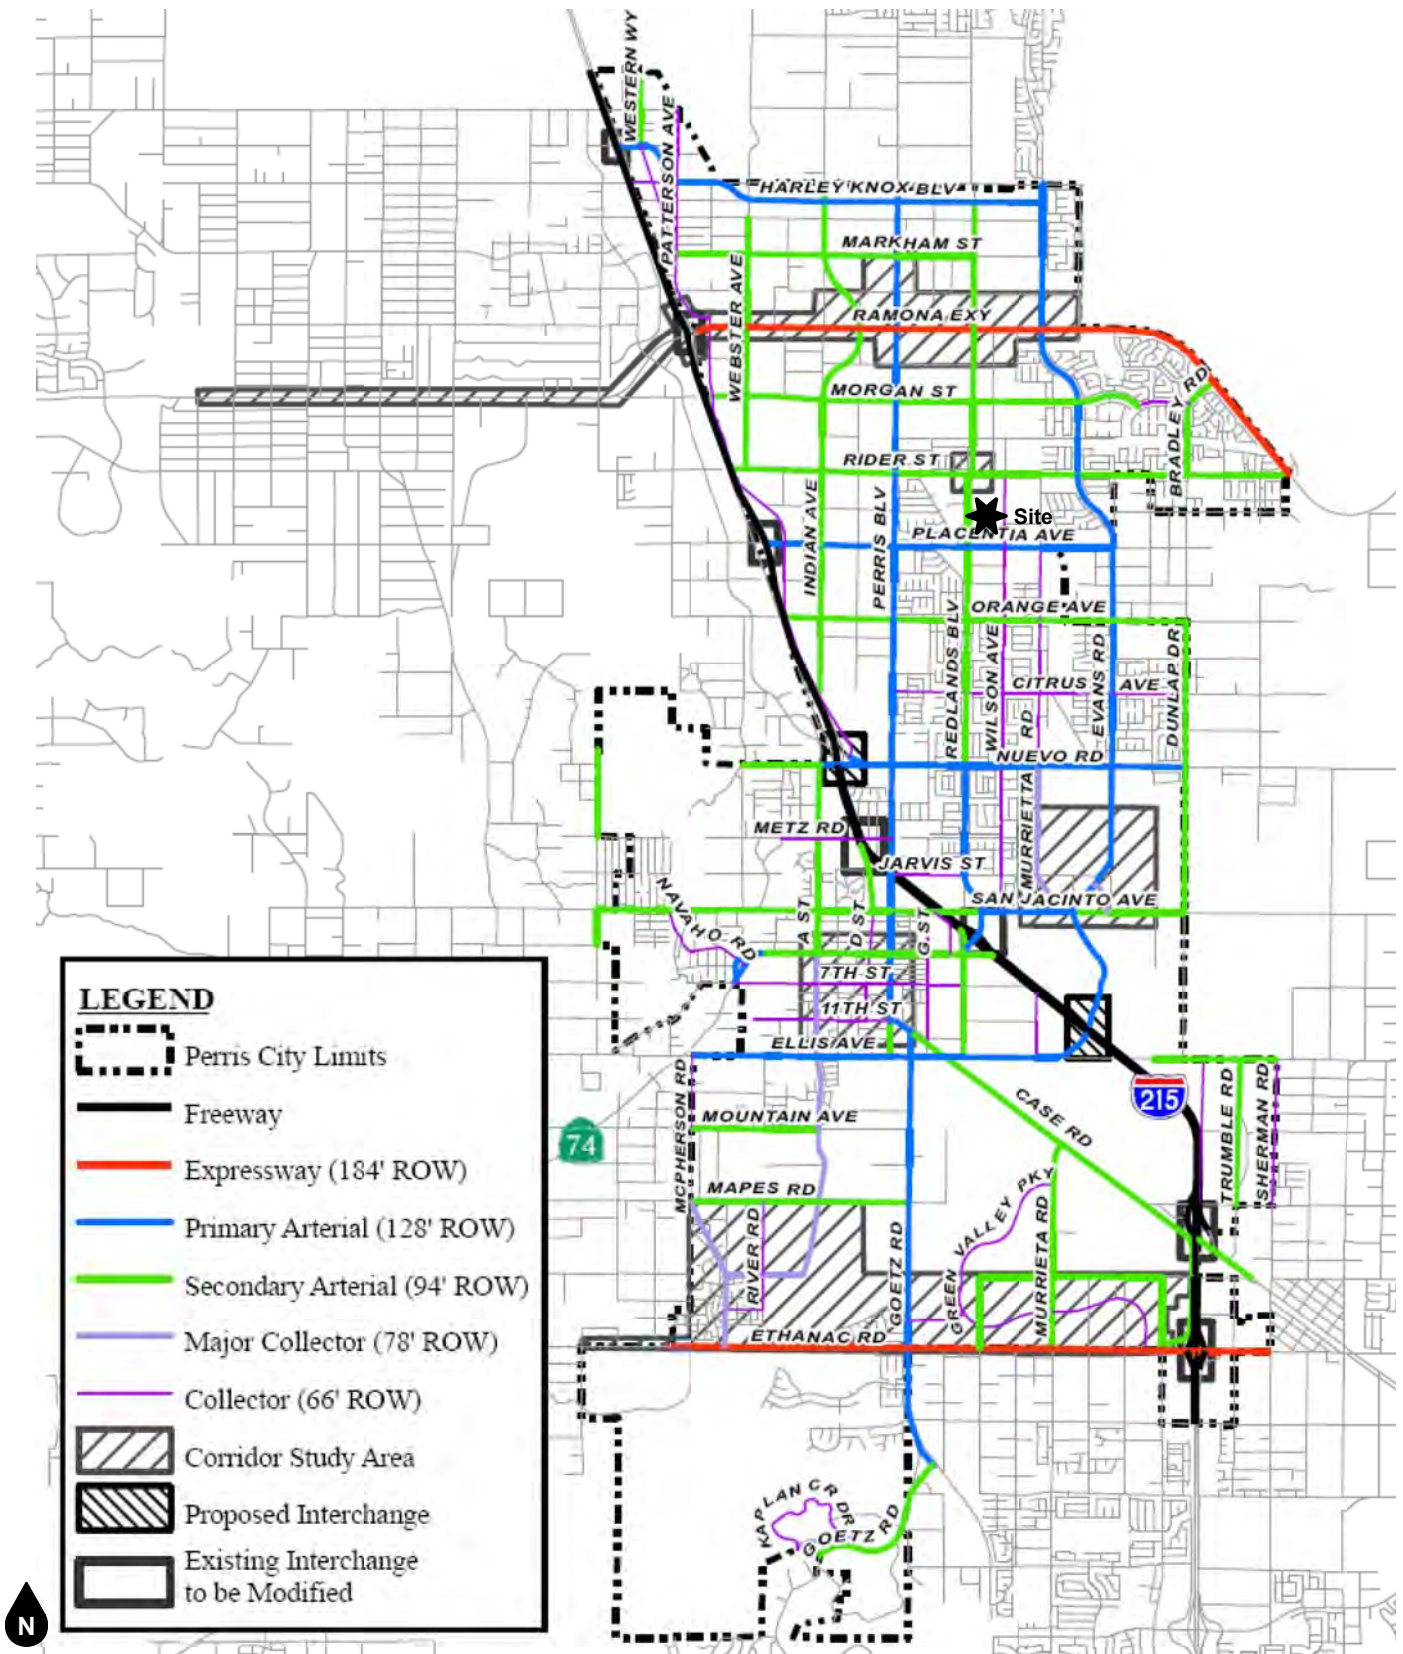 WESTERN WY
PATTERSON AVE
HARLEY KNOX BLV
MARKHAM ST
WEBSTER AVE
RAMONA EXY
MORGAN ST
BRADLEY RD
RIDER ST
INDIAN AVE
PERRIS BLV
Site
PLACENTIA AVE
ORANGE AVE
REDLANDS BLV
WILSON AVE
CITRUS AVE
EVANS RD
DUNLAP DR
NUEVO RD
MURRIETTA RD
METZ RD
JARVIS ST
SAN JACINTO AVE
NAVAHO RD
A ST
D ST
G ST
7TH ST
11TH ST
ELLIS AVE
MCPHERSON RD
MOUNTAIN AVE
CASE RD
215
TRUMBLE RD
SHERMAN RD
74
MAPES RD
RIVER RD
GOETZ RD
GREEN VALLEY PKY
MURRIETA RD
ETHANAC RD
KAPLAN CR DR
GOETZ RD
LEGEND
Perris City Limits
Freeway
Expressway (184' ROW)
Primary Arterial (128' ROW)
Secondary Arterial (94' ROW)
Major Collector (78' ROW)
Collector (66' ROW)
Corridor Study Area
Proposed Interchange
Existing Interchange
to be Modified
N